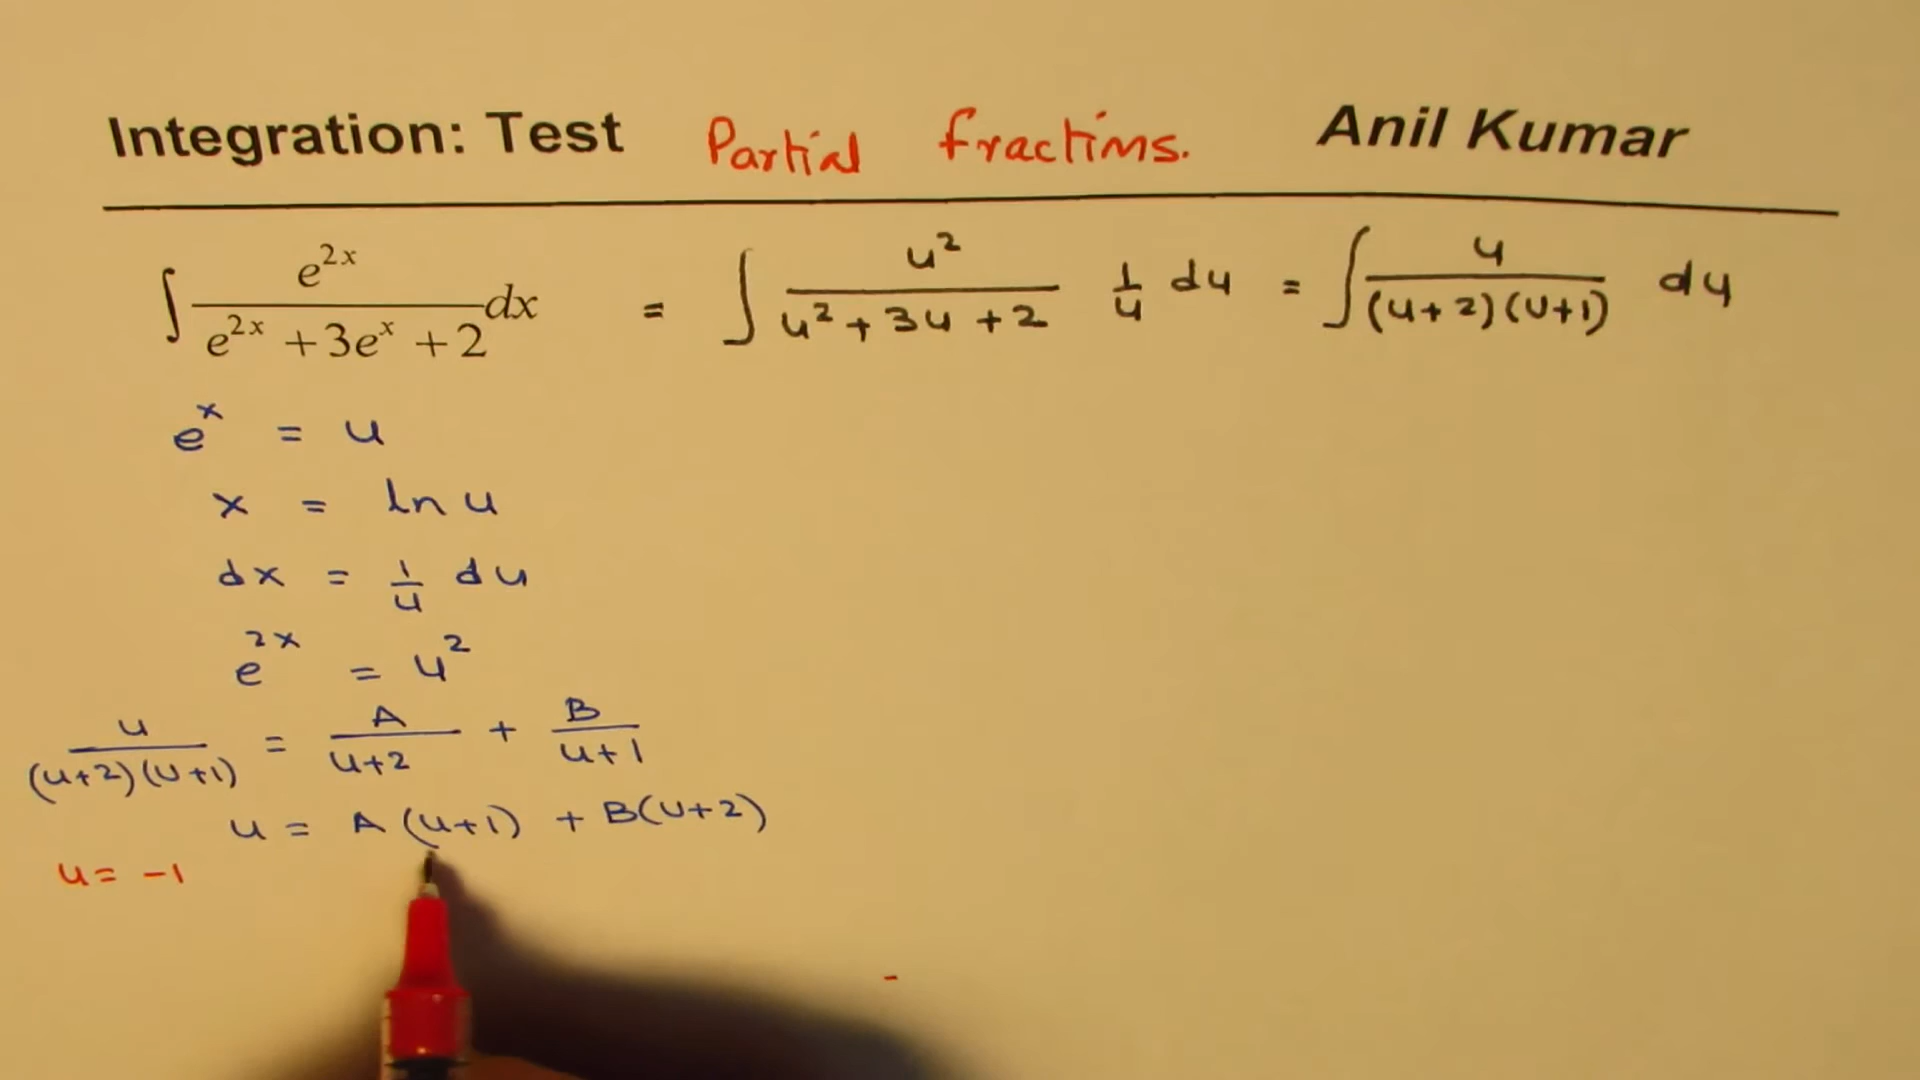 Integration: Test Partial fractions. Anil Kumar
∫ e^{2x} / (e^{2x} + 3e^x + 2) dx = ∫ u² / (u² + 3u + 2) 1/u du = ∫ u / ((u+2)(u+1)) du
e^x = u
x = ln u
dx = 1/u du
e^{2x} = u²
u / ((u+2)(u+1)) = A / (u+2) + B / (u+1)
u = A(u+1) + B(u+2)
u = -1